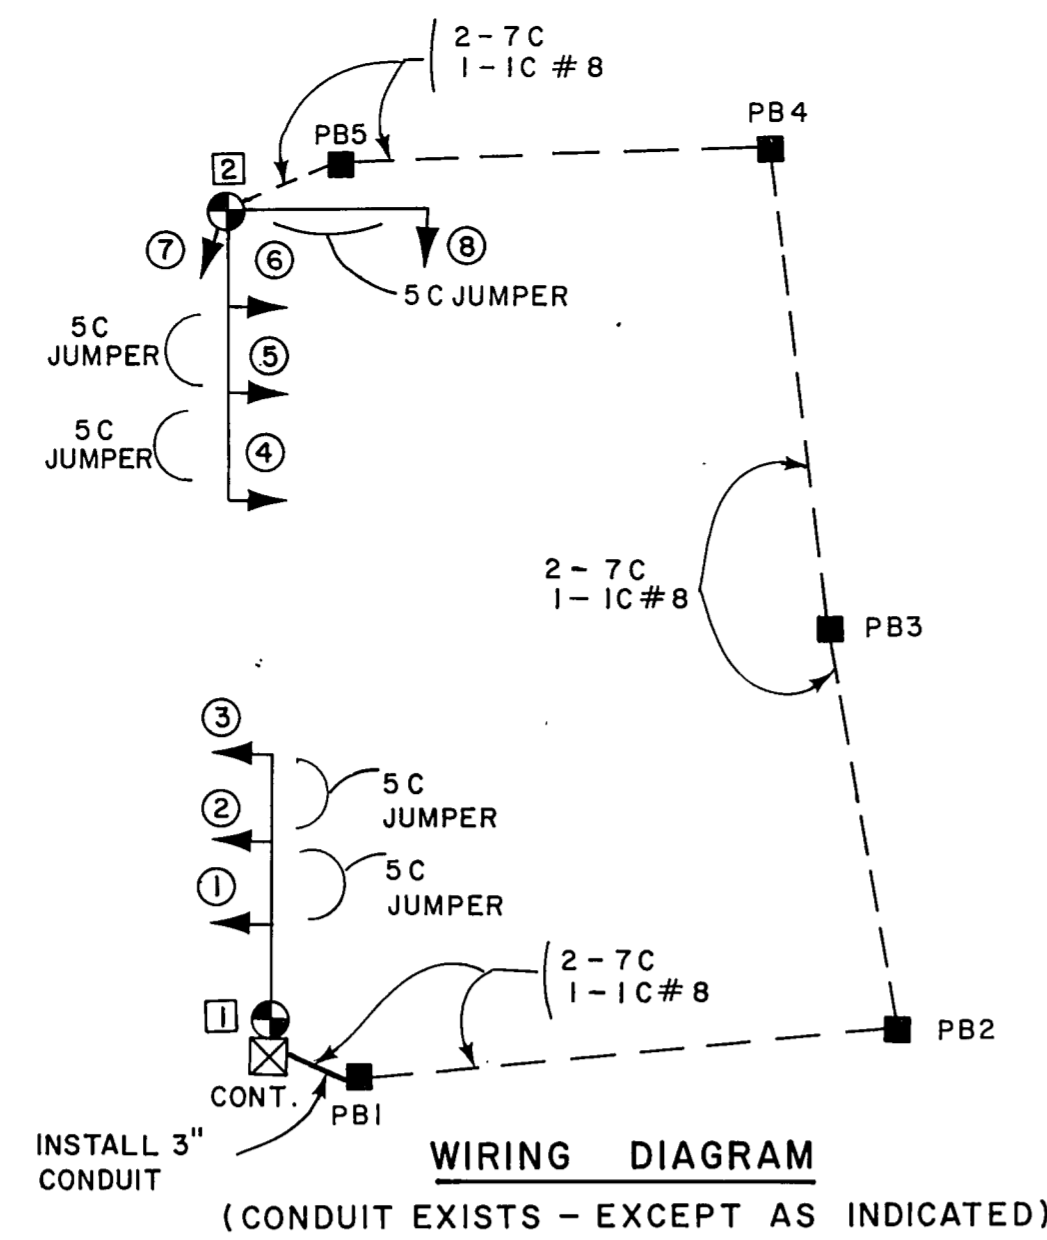 2-7C
1-1C #8
PB5
PB4
2
7
6
8
5C JUMPER
5C
JUMPER
5
5C
JUMPER
4
2-7C
1-1C#8
PB3
3
5C
JUMPER
2
5C
JUMPER
1
2-7C
1-1C#8
1
PB2
CONT.
PB1
INSTALL 3"
CONDUIT
WIRING DIAGRAM
(CONDUIT EXISTS - EXCEPT AS INDICATED)